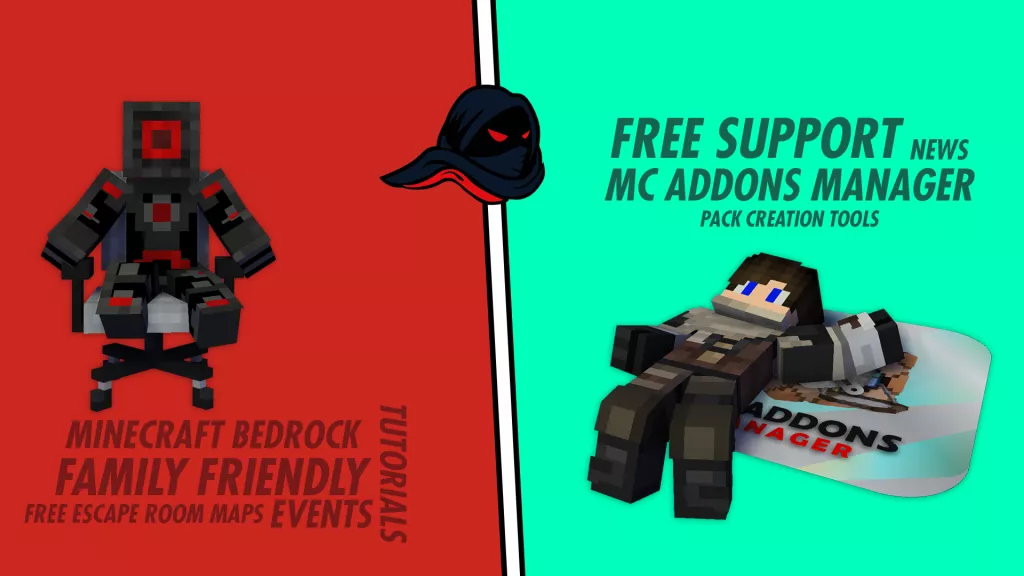 MINECRAFT BEDROCK
FAMILY FRIENDLY
FREE ESCAPE ROOM MAPS EVENTS
TUTORIALS
FREE SUPPORT NEWS
MC ADDONS MANAGER
PACK CREATION TOOLS
ADDONS